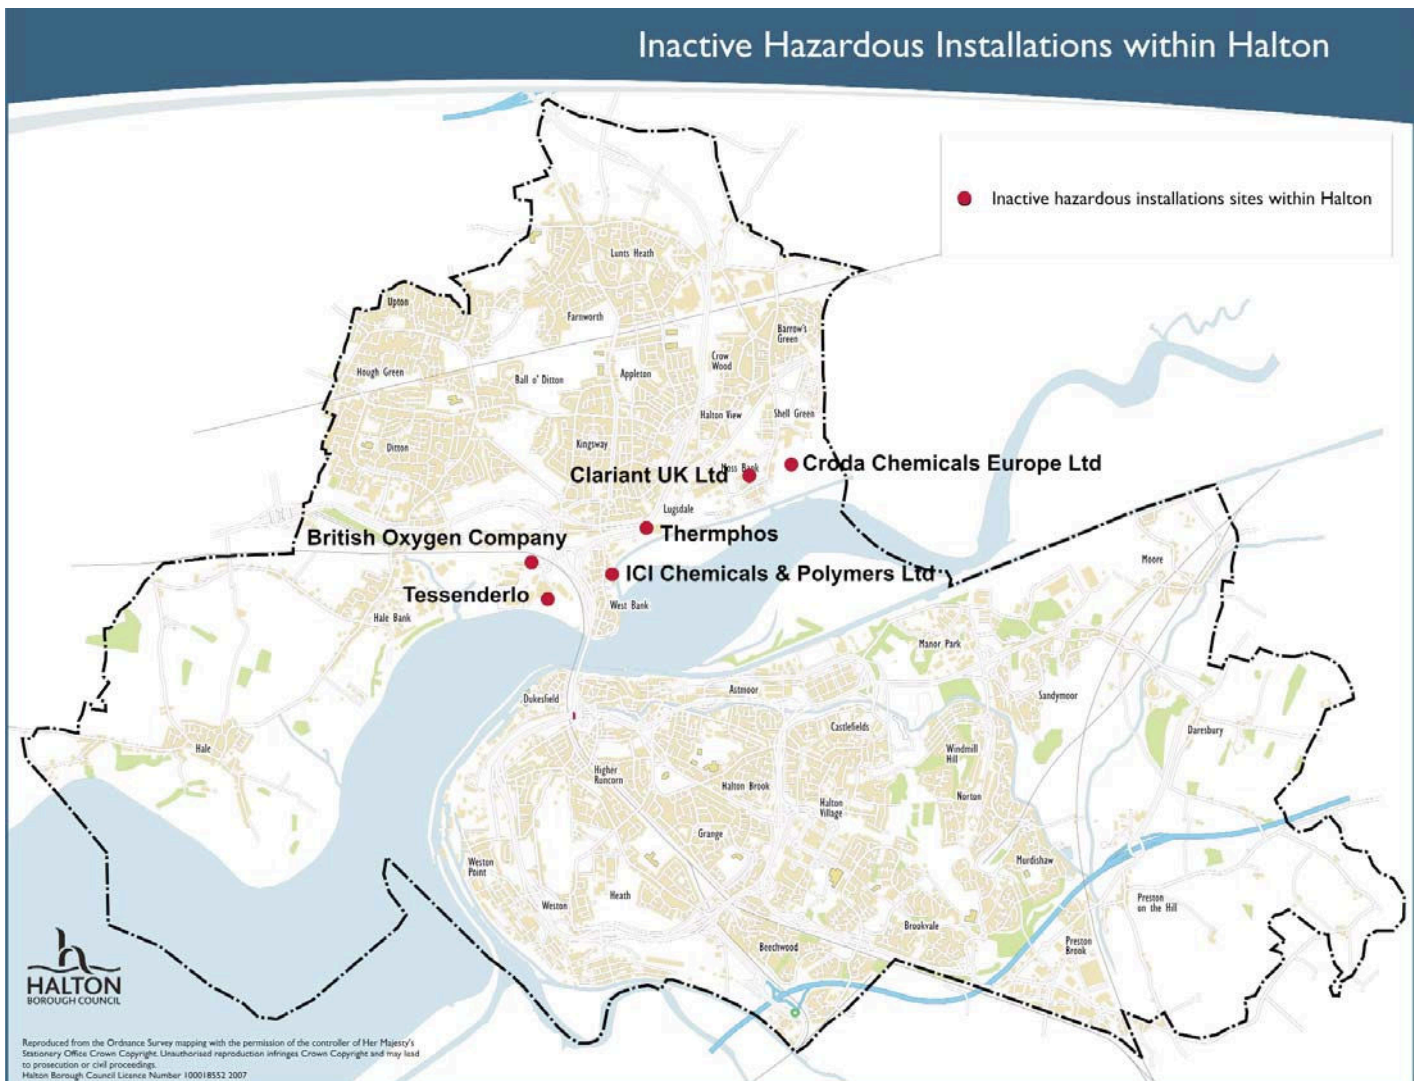 Inactive Hazardous Installations within Halton
Inactive hazardous installations sites within Halton
Lunts Heath
Upton
Farnworth
Barrow's
Green
Crow
Wood
Hough Green
Ball o' Ditton
Appleton
Halton View
Shell Green
Ditton
Kingsway
Croda Chemicals Europe Ltd
Moss Bank
Clariant UK Ltd
Lugsdale
Thermphos
British Oxygen Company
Moore
ICI Chemicals & Polymers Ltd
Tessenderlo
West Bank
Hale Bank
Manor Park
Astmoor
Dukesfield
Sandymoor
Castlefields
Daresbury
Hale
Windmill
Hill
Higher
Runcorn
Halton Brook
Norton
Halton
Village
Grange
Weston
Point
Murdishaw
Heath
Weston
Preston
on the Hill
Brookvale
Beechwood
Preston
Brook
HALTON
BOROUGH COUNCIL
Reproduced from the Ordnance Survey mapping with the permission of the controller of Her Majesty's
Stationery Office Crown Copyright. Unauthorised reproduction infringes Crown Copyright and may lead
to prosecution or civil proceedings.
Halton Borough Council Licence Number 100018552 2007